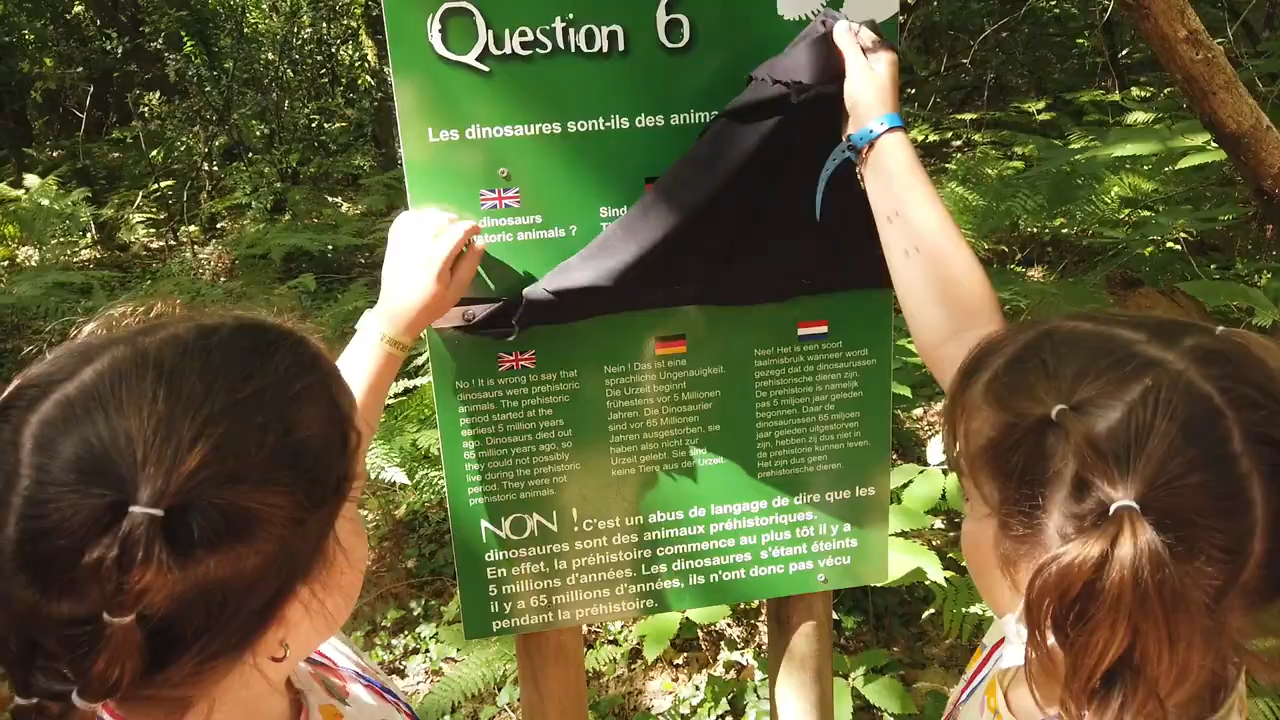 Question 6
Les dinosaures sont-ils des anima
dinosaurs
storic animals ?
Sind
No ! It is wrong to say that
dinosaurs were prehistoric
animals. The prehistoric
period started at the
earliest 5 million years
ago. Dinosaurs died out
65 million years ago, so
they could not possibly
live during the prehistoric
period. They were not
prehistoric animals.
Nein ! Das ist eine
sprachliche Ungenauigkeit.
Die Urzeit beginnt
frühestens vor 5 Millionen
Jahren. Die Dinosaurier
sind vor 65 Millionen
Jahren ausgestorben, sie
haben also nicht zur
Urzeit gelebt. Sie sind
keine Tiere aus der Urzeit.
Nee! Het is een soort
taalmisbruik wanneer wordt
gezegd dat de dinosaurussen
prehistorische dieren zijn.
De prehistorie is namelijk
pas 5 miljoen jaar geleden
begonnen. Daar de
dinosaurussen 65 miljoen
jaar geleden uitgestorven
zijn, hebben zij dus niet in
de prehistorie kunnen leven.
Het zijn dus geen
prehistorische dieren.
NON ! C'est un abus de langage de dire que les
dinosaures sont des animaux préhistoriques.
En effet, la préhistoire commence au plus tôt il y a
5 millions d'années. Les dinosaures s'étant éteints
il y a 65 millions d'années, ils n'ont donc pas vécu
pendant la préhistoire.